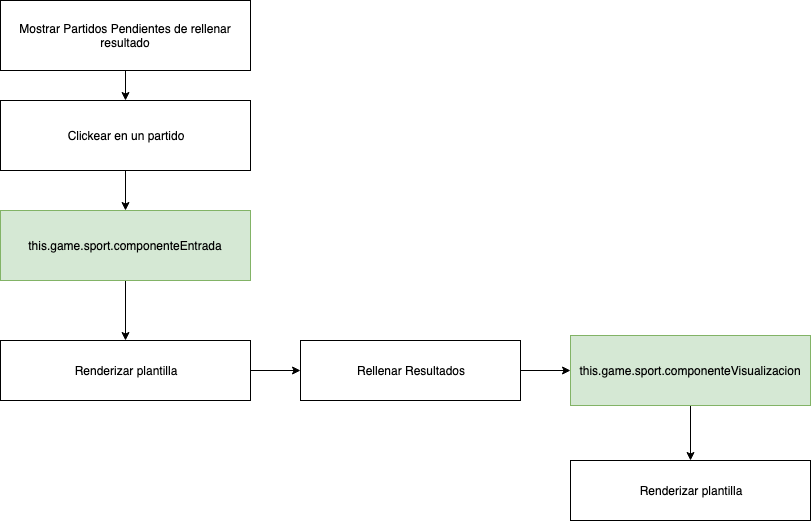 Mostrar Partidos Pendientes de rellenar
resultado
Clickear en un partido
this.game.sport.componenteEntrada
Renderizar plantilla
Rellenar Resultados
this.game.sport.componenteVisualizacion
Renderizar plantilla